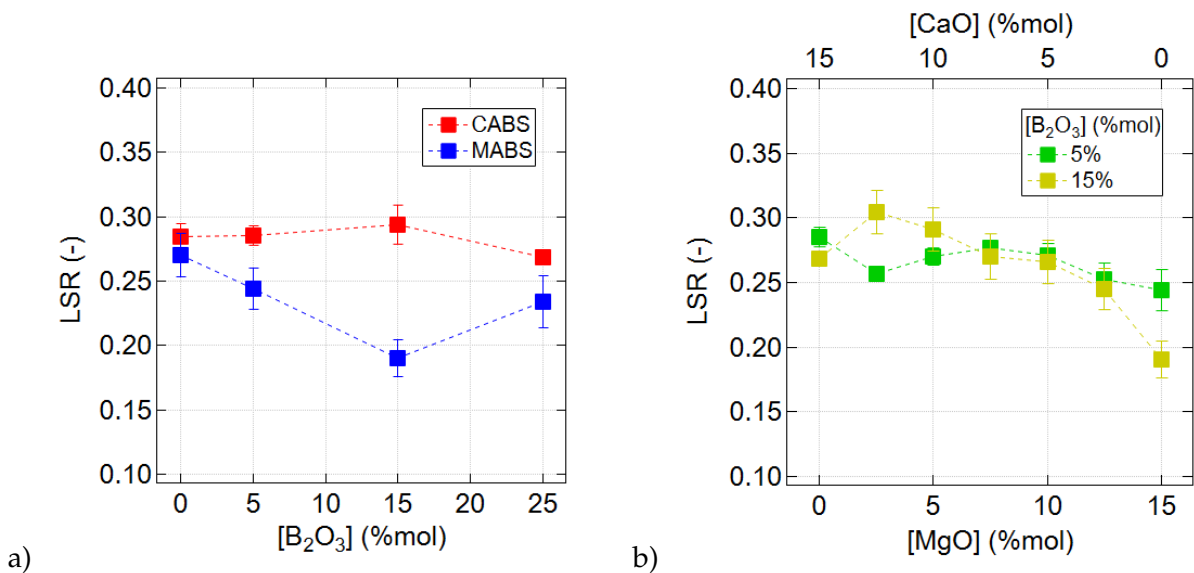 0.40
0.35
0.30
0.25
0.20
0.15
0.10
LSR (-)
CABS
MABS
0 5 10 15 20 25
[B₂O₃] (%mol)
a)
[CaO] (%mol)
15 10 5 0
0.40
0.35
0.30
0.25
0.20
0.15
0.10
LSR (-)
[B₂O₃] (%mol)
5%
15%
0 5 10 15
[MgO] (%mol)
b)